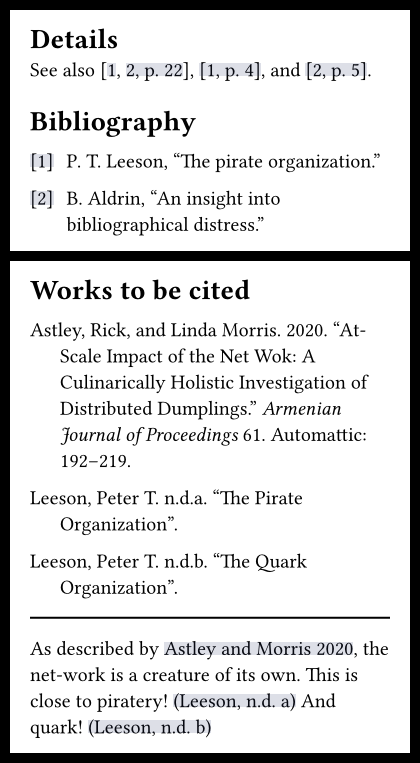 Details
See also [1, 2, p. 22], [1, p. 4], and [2, p. 5].
Bibliography
[1] P. T. Leeson, “The pirate organization.”
[2] B. Aldrin, “An insight into
bibliographical distress.”
Works to be cited
Astley, Rick, and Linda Morris. 2020. “At-
Scale Impact of the Net Wok: A
Culinarically Holistic Investigation of
Distributed Dumplings.” Armenian
Journal of Proceedings 61. Automattic:
192–219.
Leeson, Peter T. n.d.a. “The Pirate
Organization”.
Leeson, Peter T. n.d.b. “The Quark
Organization”.
As described by Astley and Morris 2020, the
net-work is a creature of its own. This is
close to piratery! (Leeson, n.d. a) And
quark! (Leeson, n.d. b)